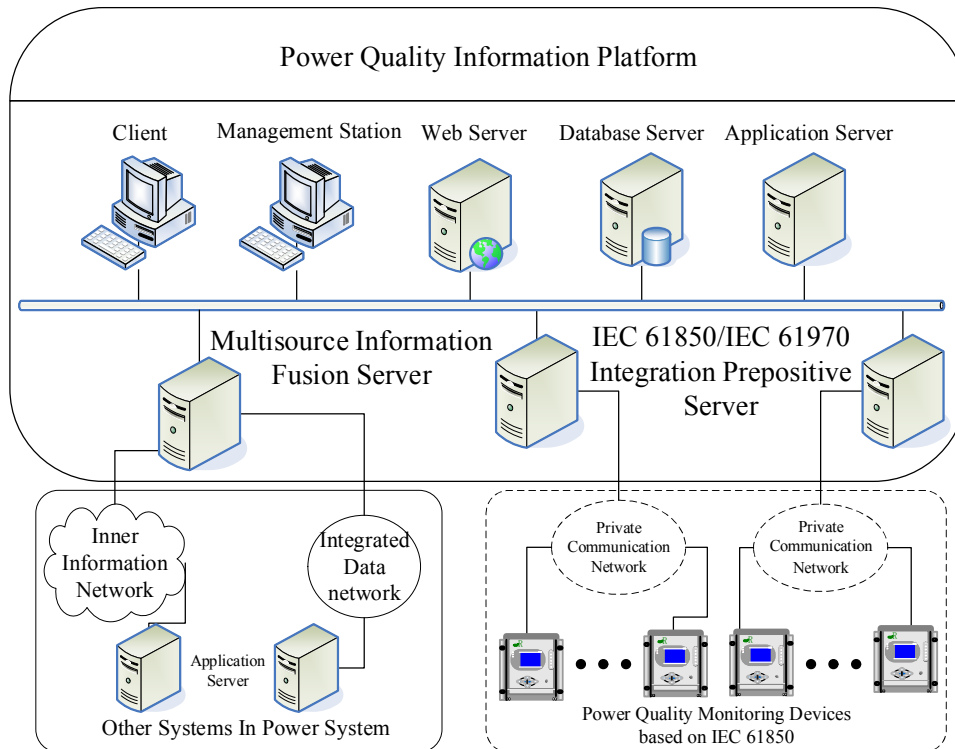 Power Quality Information Platform
Client
Management Station
Web Server
Database Server
Application Server
Multisource Information
Fusion Server
IEC 61850/IEC 61970
Integration Prepositive
Server
Inner
Information
Network
Integrated
Data
network
Application
Server
Other Systems In Power System
Private
Communication
Network
Private
Communication
Network
Power Quality Monitoring Devices
based on IEC 61850